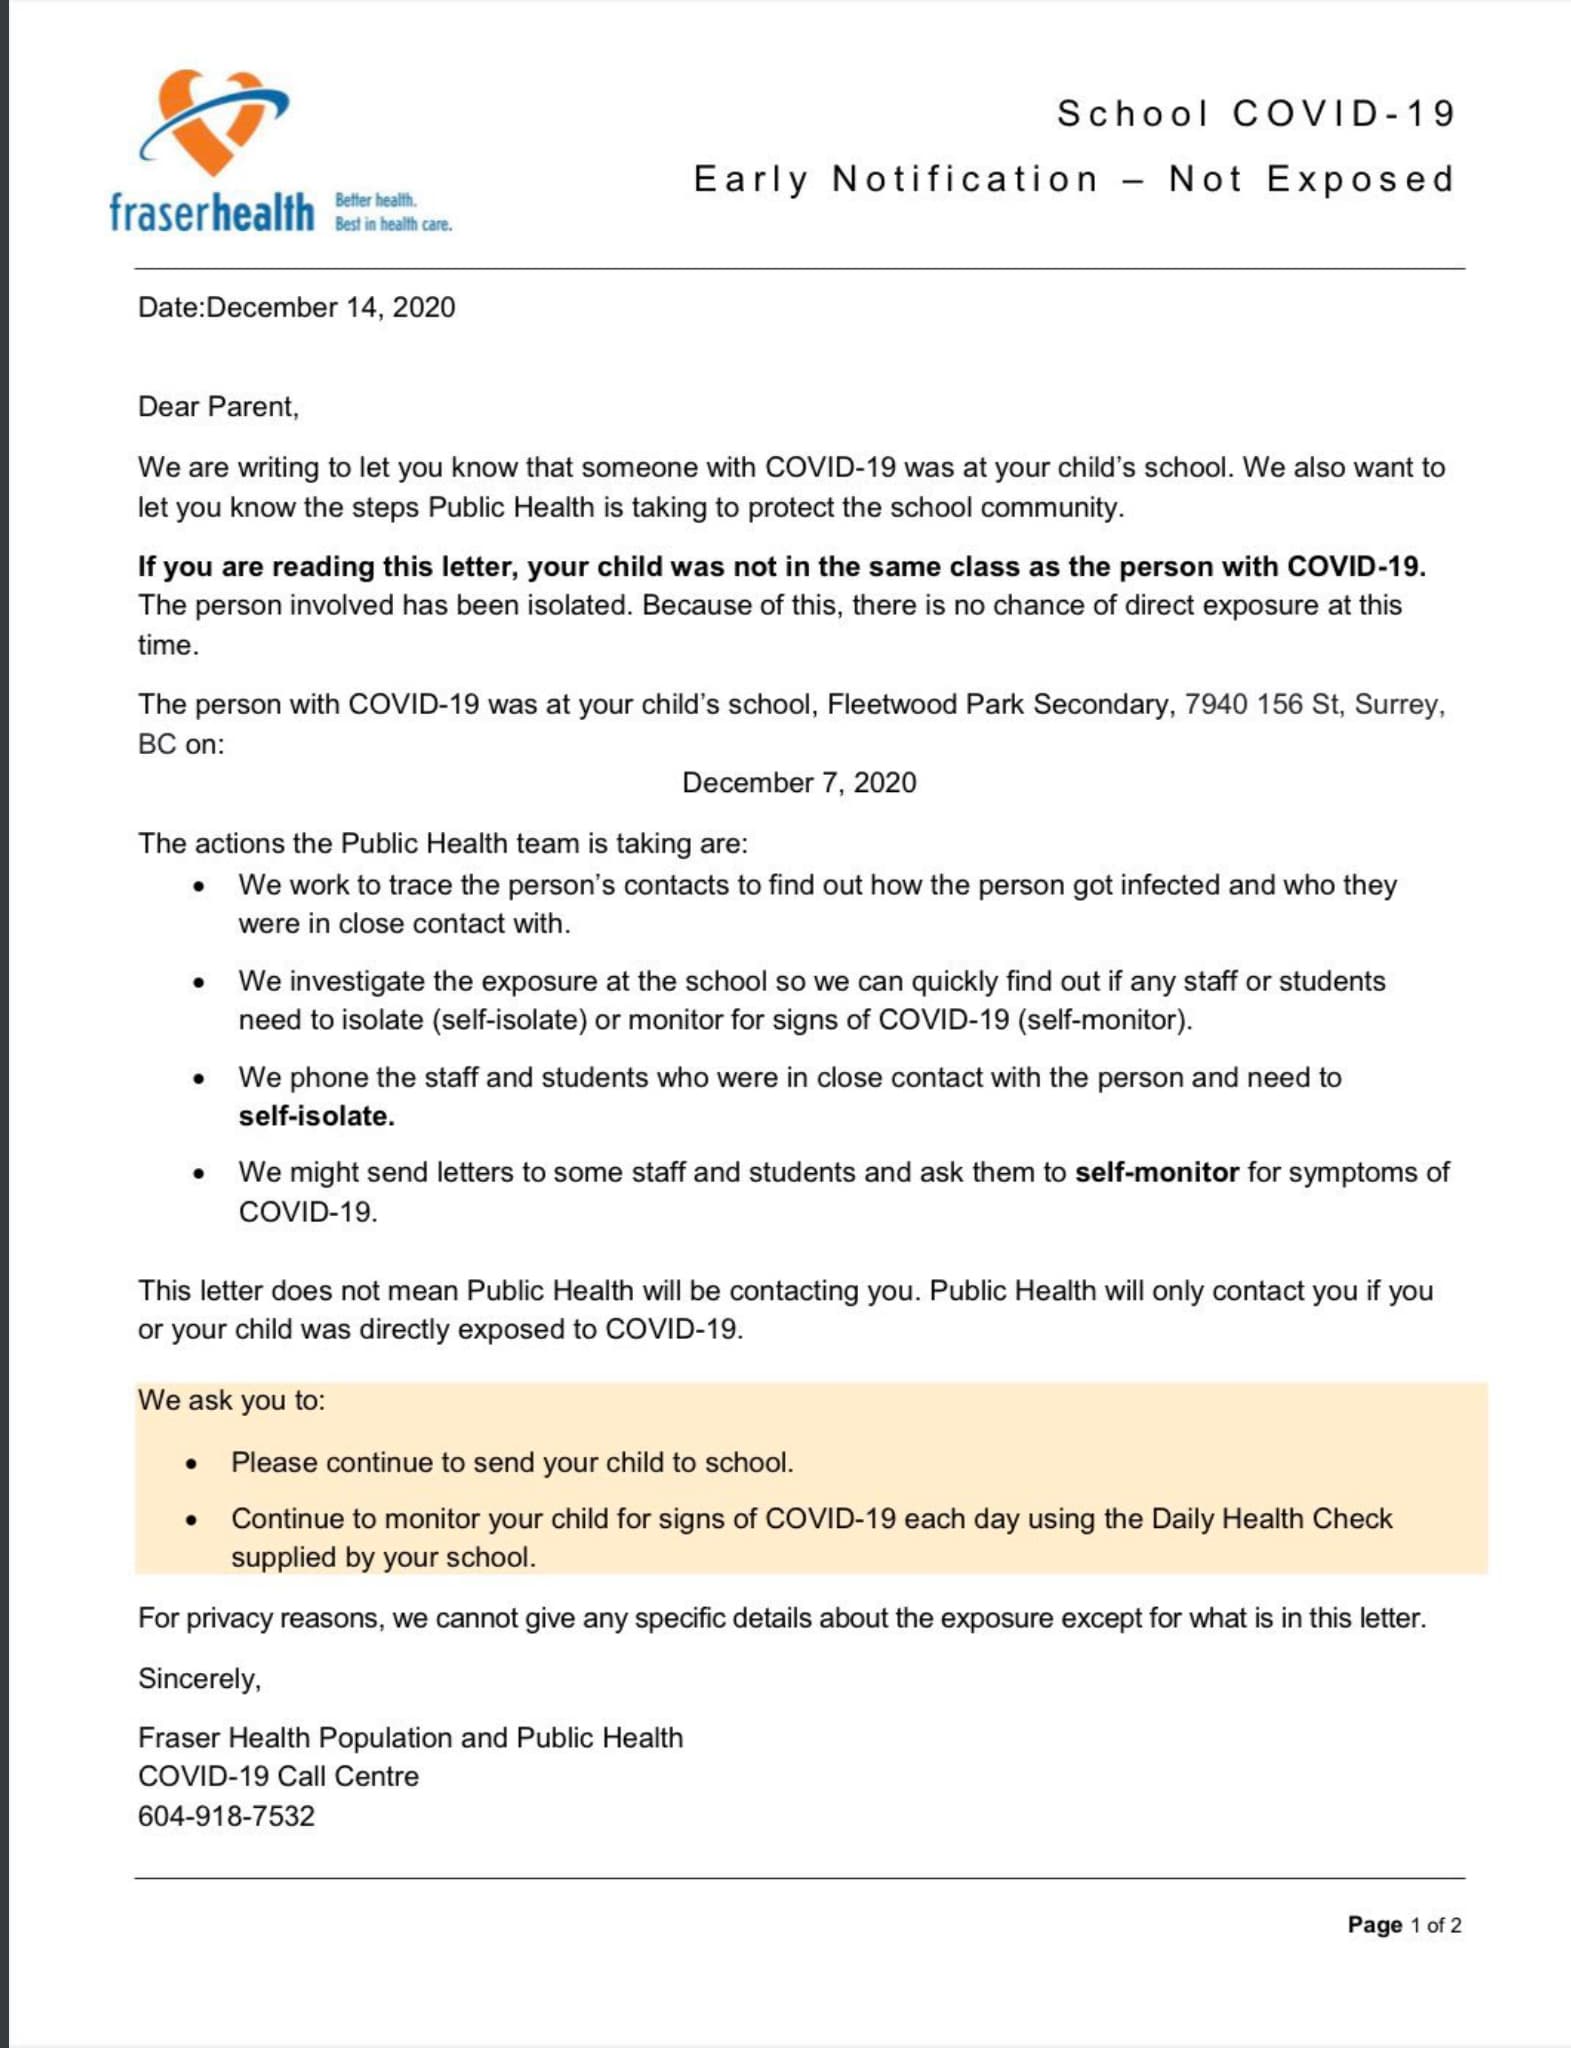 fraserhealth
Better health.
Best in health care.
School COVID-19
Early Notification – Not Exposed
Date:December 14, 2020
Dear Parent,
We are writing to let you know that someone with COVID-19 was at your child's school. We also want to
let you know the steps Public Health is taking to protect the school community.
If you are reading this letter, your child was not in the same class as the person with COVID-19.
The person involved has been isolated. Because of this, there is no chance of direct exposure at this
time.
The person with COVID-19 was at your child's school, Fleetwood Park Secondary, 7940 156 St, Surrey,
BC on:
December 7, 2020
The actions the Public Health team is taking are:
• We work to trace the person's contacts to find out how the person got infected and who they
were in close contact with.
• We investigate the exposure at the school so we can quickly find out if any staff or students
need to isolate (self-isolate) or monitor for signs of COVID-19 (self-monitor).
• We phone the staff and students who were in close contact with the person and need to
self-isolate.
• We might send letters to some staff and students and ask them to self-monitor for symptoms of
COVID-19.
This letter does not mean Public Health will be contacting you. Public Health will only contact you if you
or your child was directly exposed to COVID-19.
We ask you to:
• Please continue to send your child to school.
• Continue to monitor your child for signs of COVID-19 each day using the Daily Health Check
supplied by your school.
For privacy reasons, we cannot give any specific details about the exposure except for what is in this letter.
Sincerely,
Fraser Health Population and Public Health
COVID-19 Call Centre
604-918-7532
Page 1 of 2